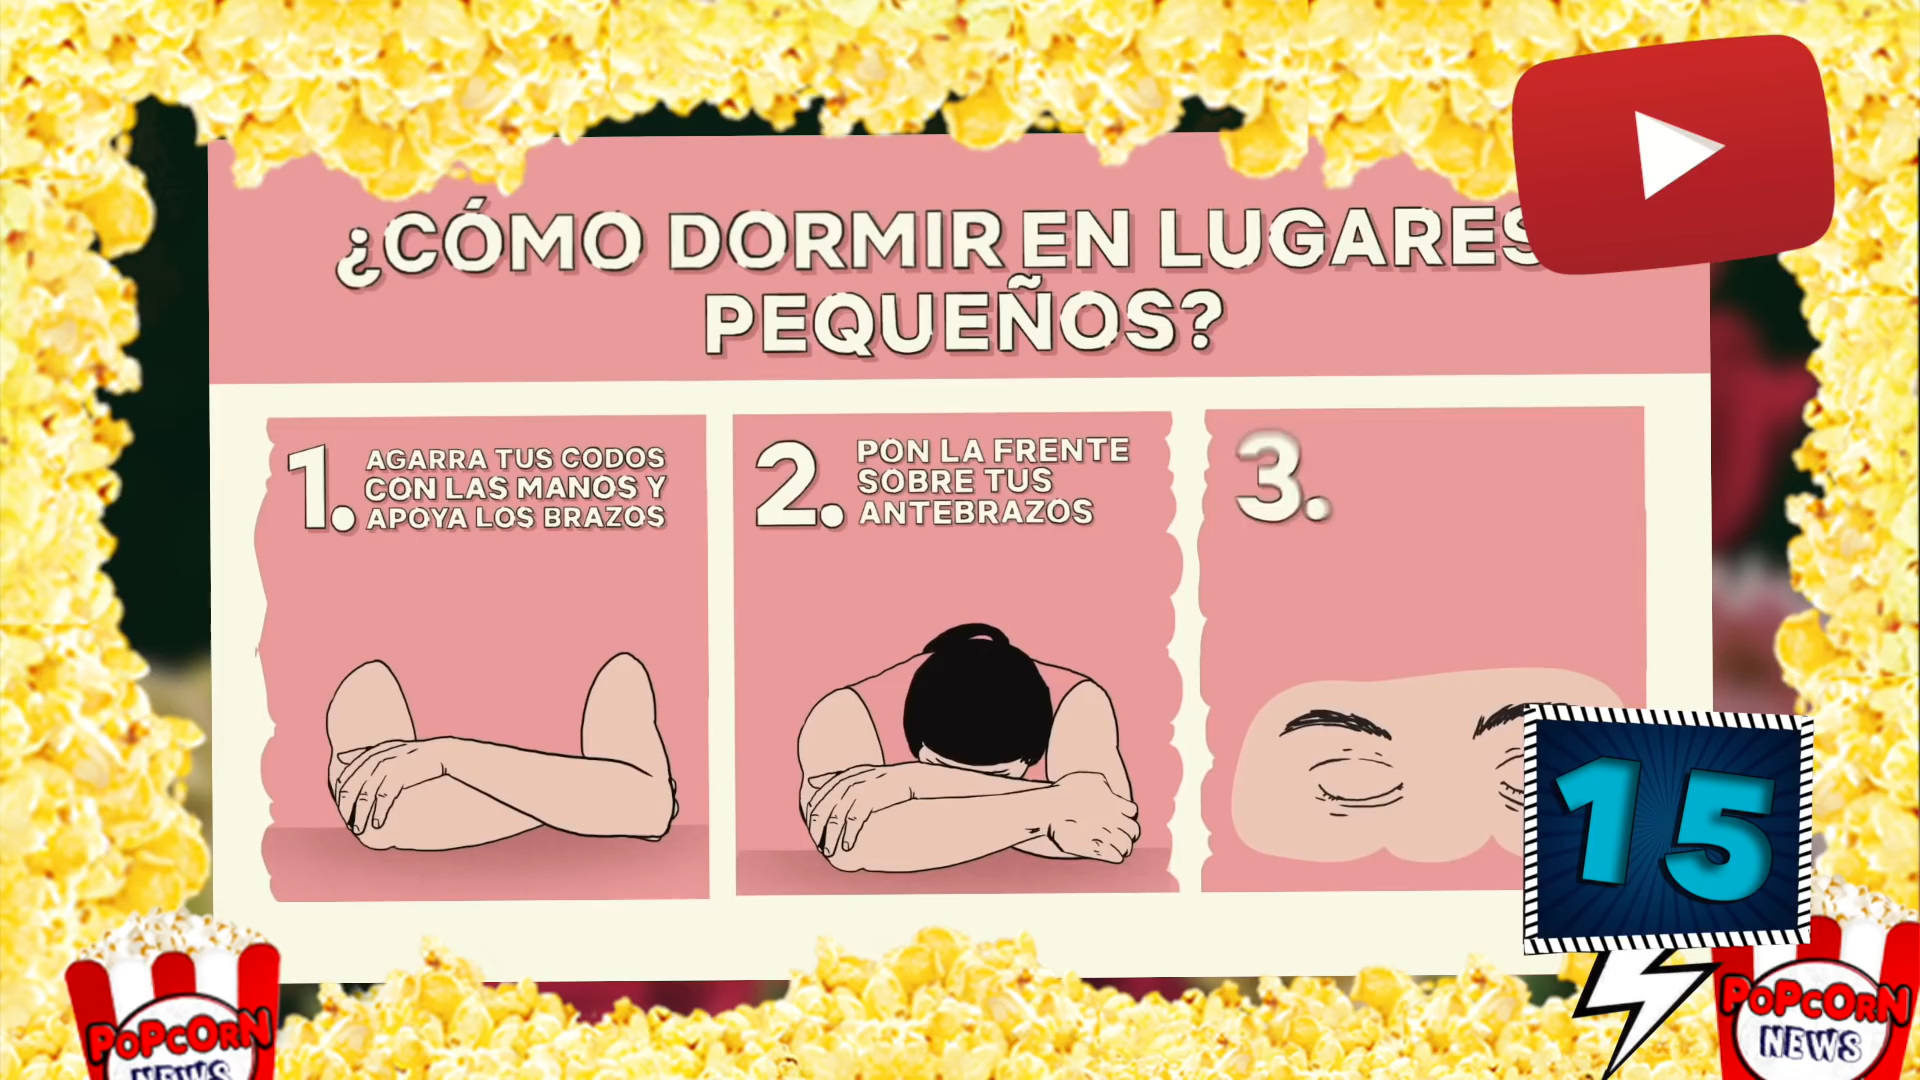 ¿CÓMO DORMIR EN LUGARES
PEQUEÑOS?
1. AGARRA TUS CODOS
CON LAS MANOS Y
APOYA LOS BRAZOS
2. PON LA FRENTE
SOBRE TUS
ANTEBRAZOS
3.
15
POPCORN
NEWS
POPCORN
NEWS